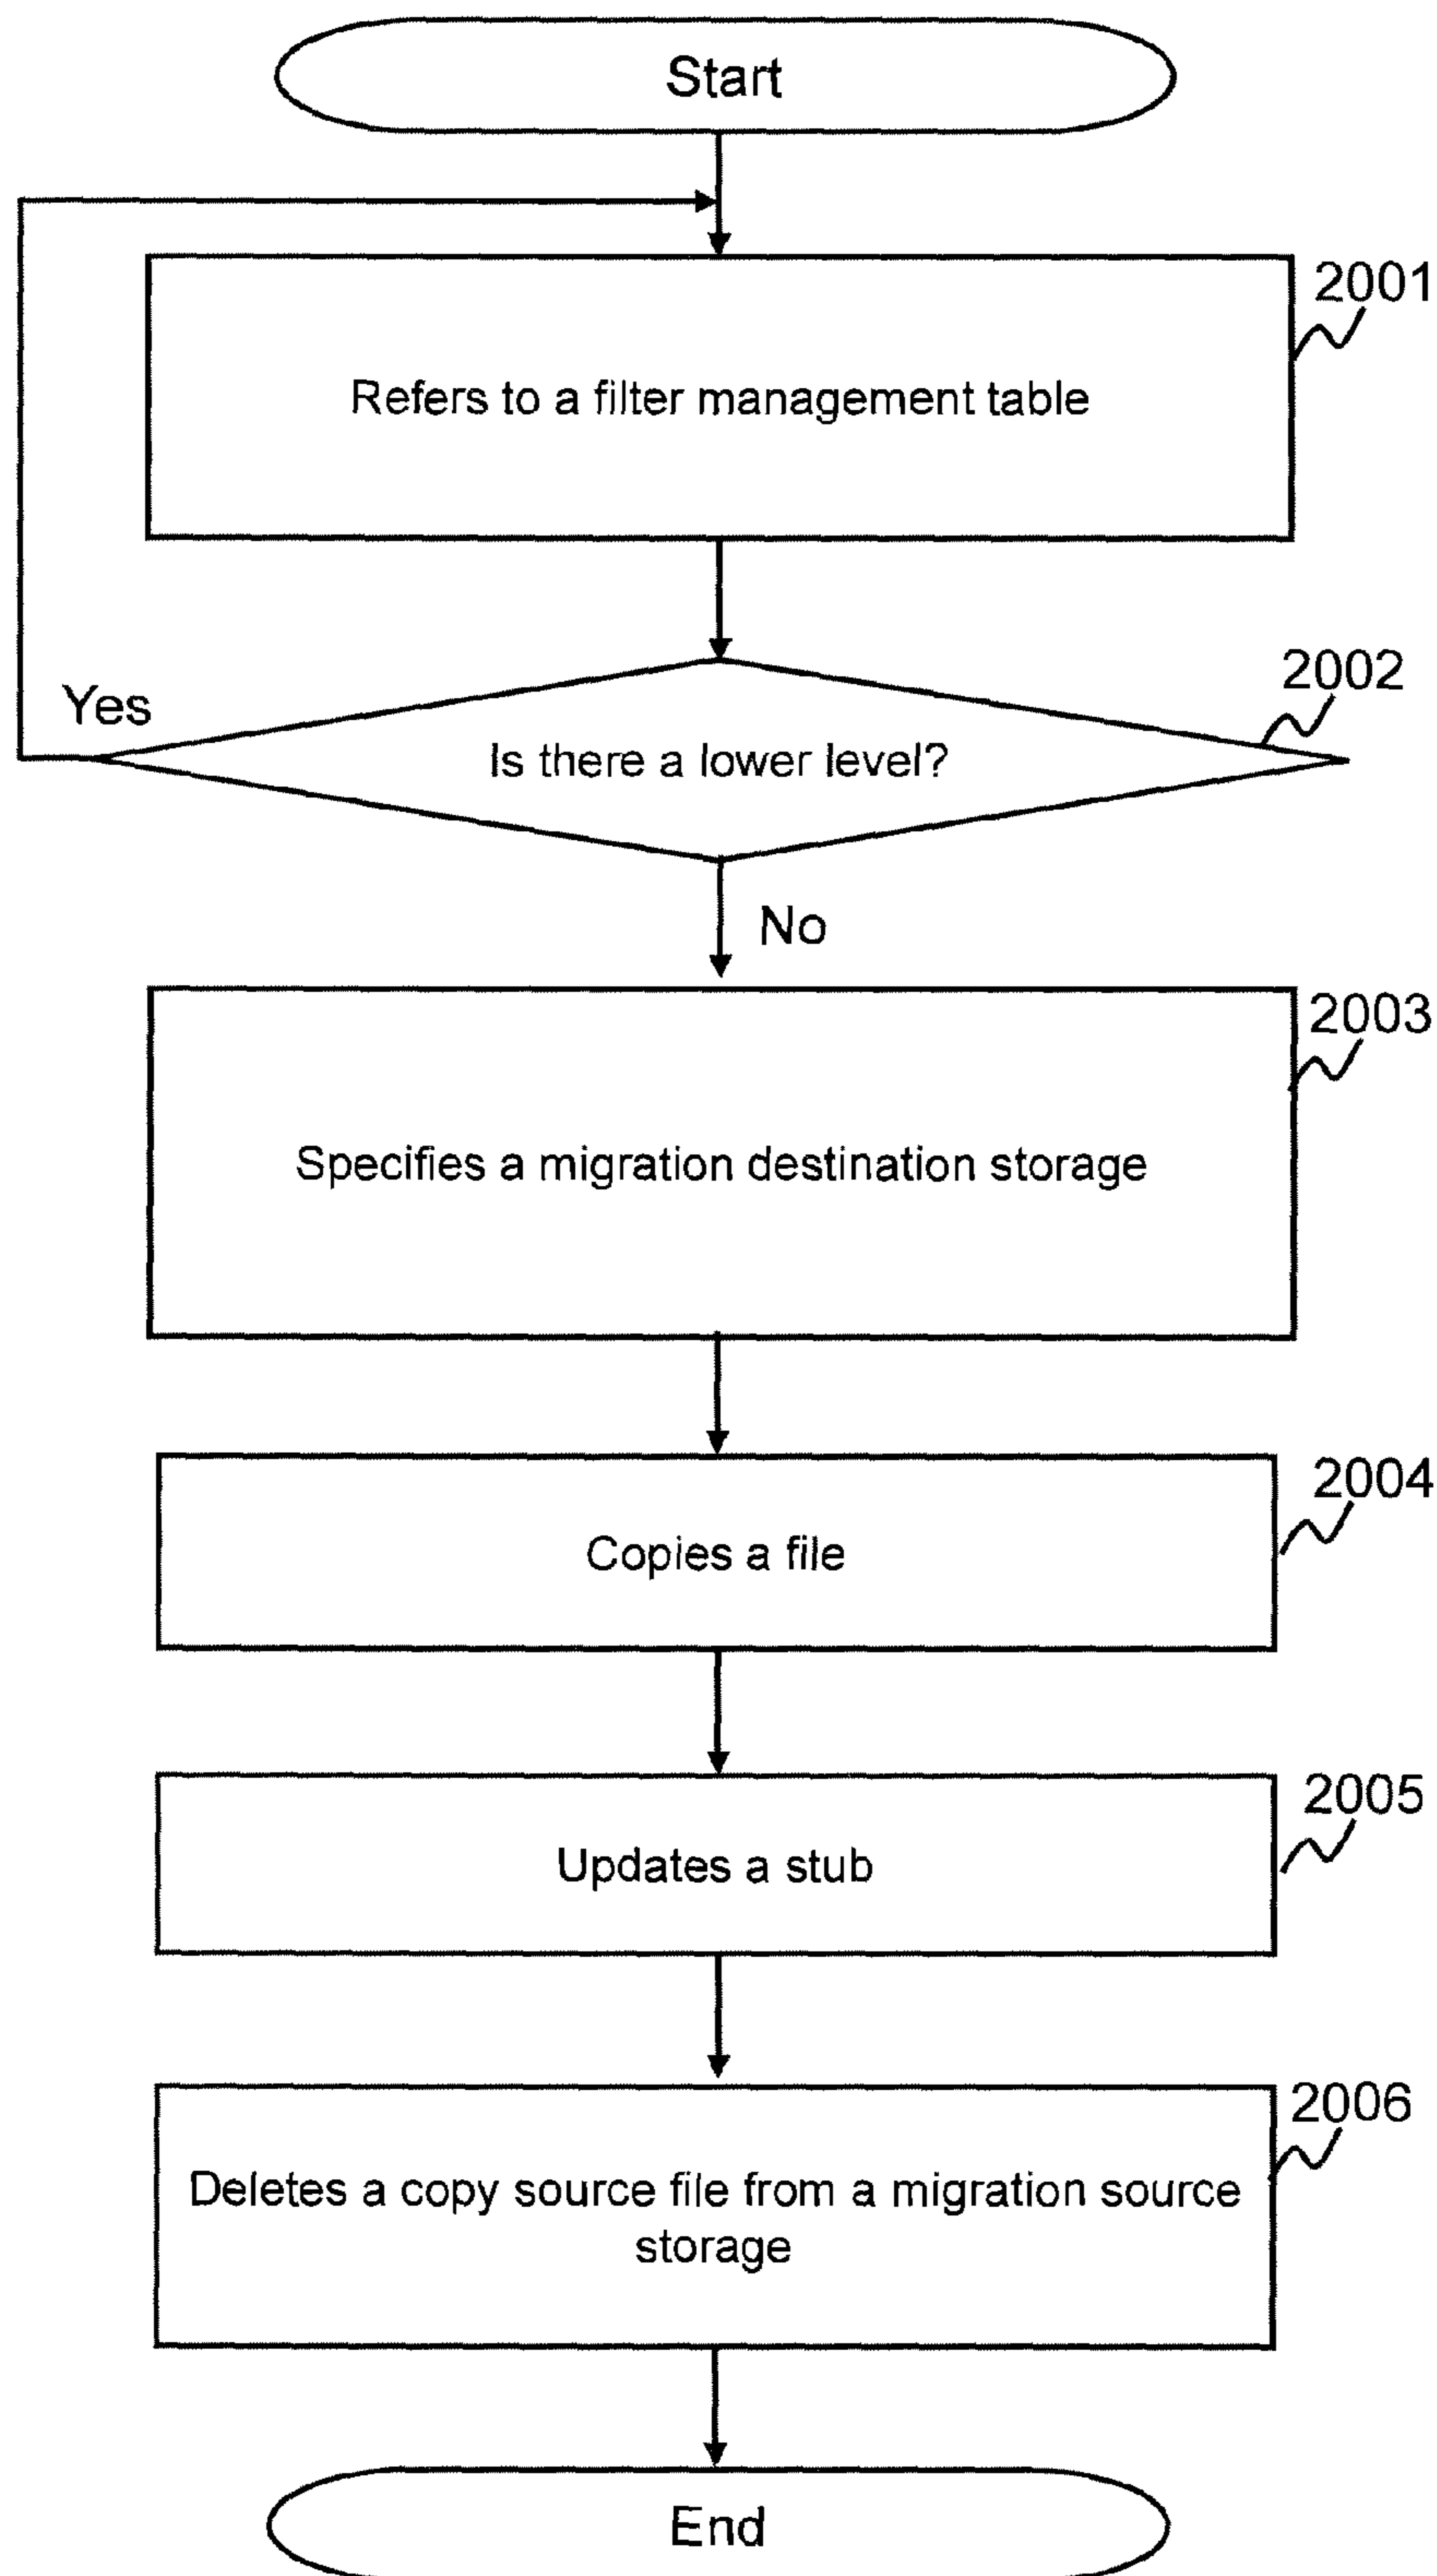 Start
2001
Refers to a filter management table
2002
Yes
Is there a lower level?
No
2003
Specifies a migration destination storage
2004
Copies a file
2005
Updates a stub
2006
Deletes a copy source file from a migration source
storage
End